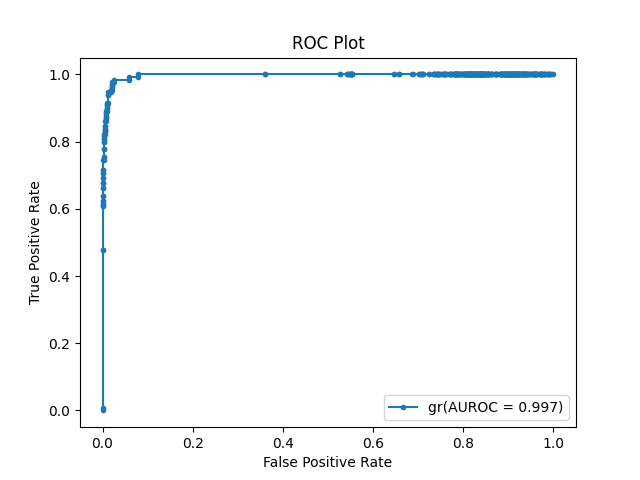 ROC Plot
True Positive Rate
1.0
0.8
0.6
0.4
0.2
0.0
gr(AUROC = 0.997)
0.0 0.2 0.4 0.6 0.8 1.0
False Positive Rate